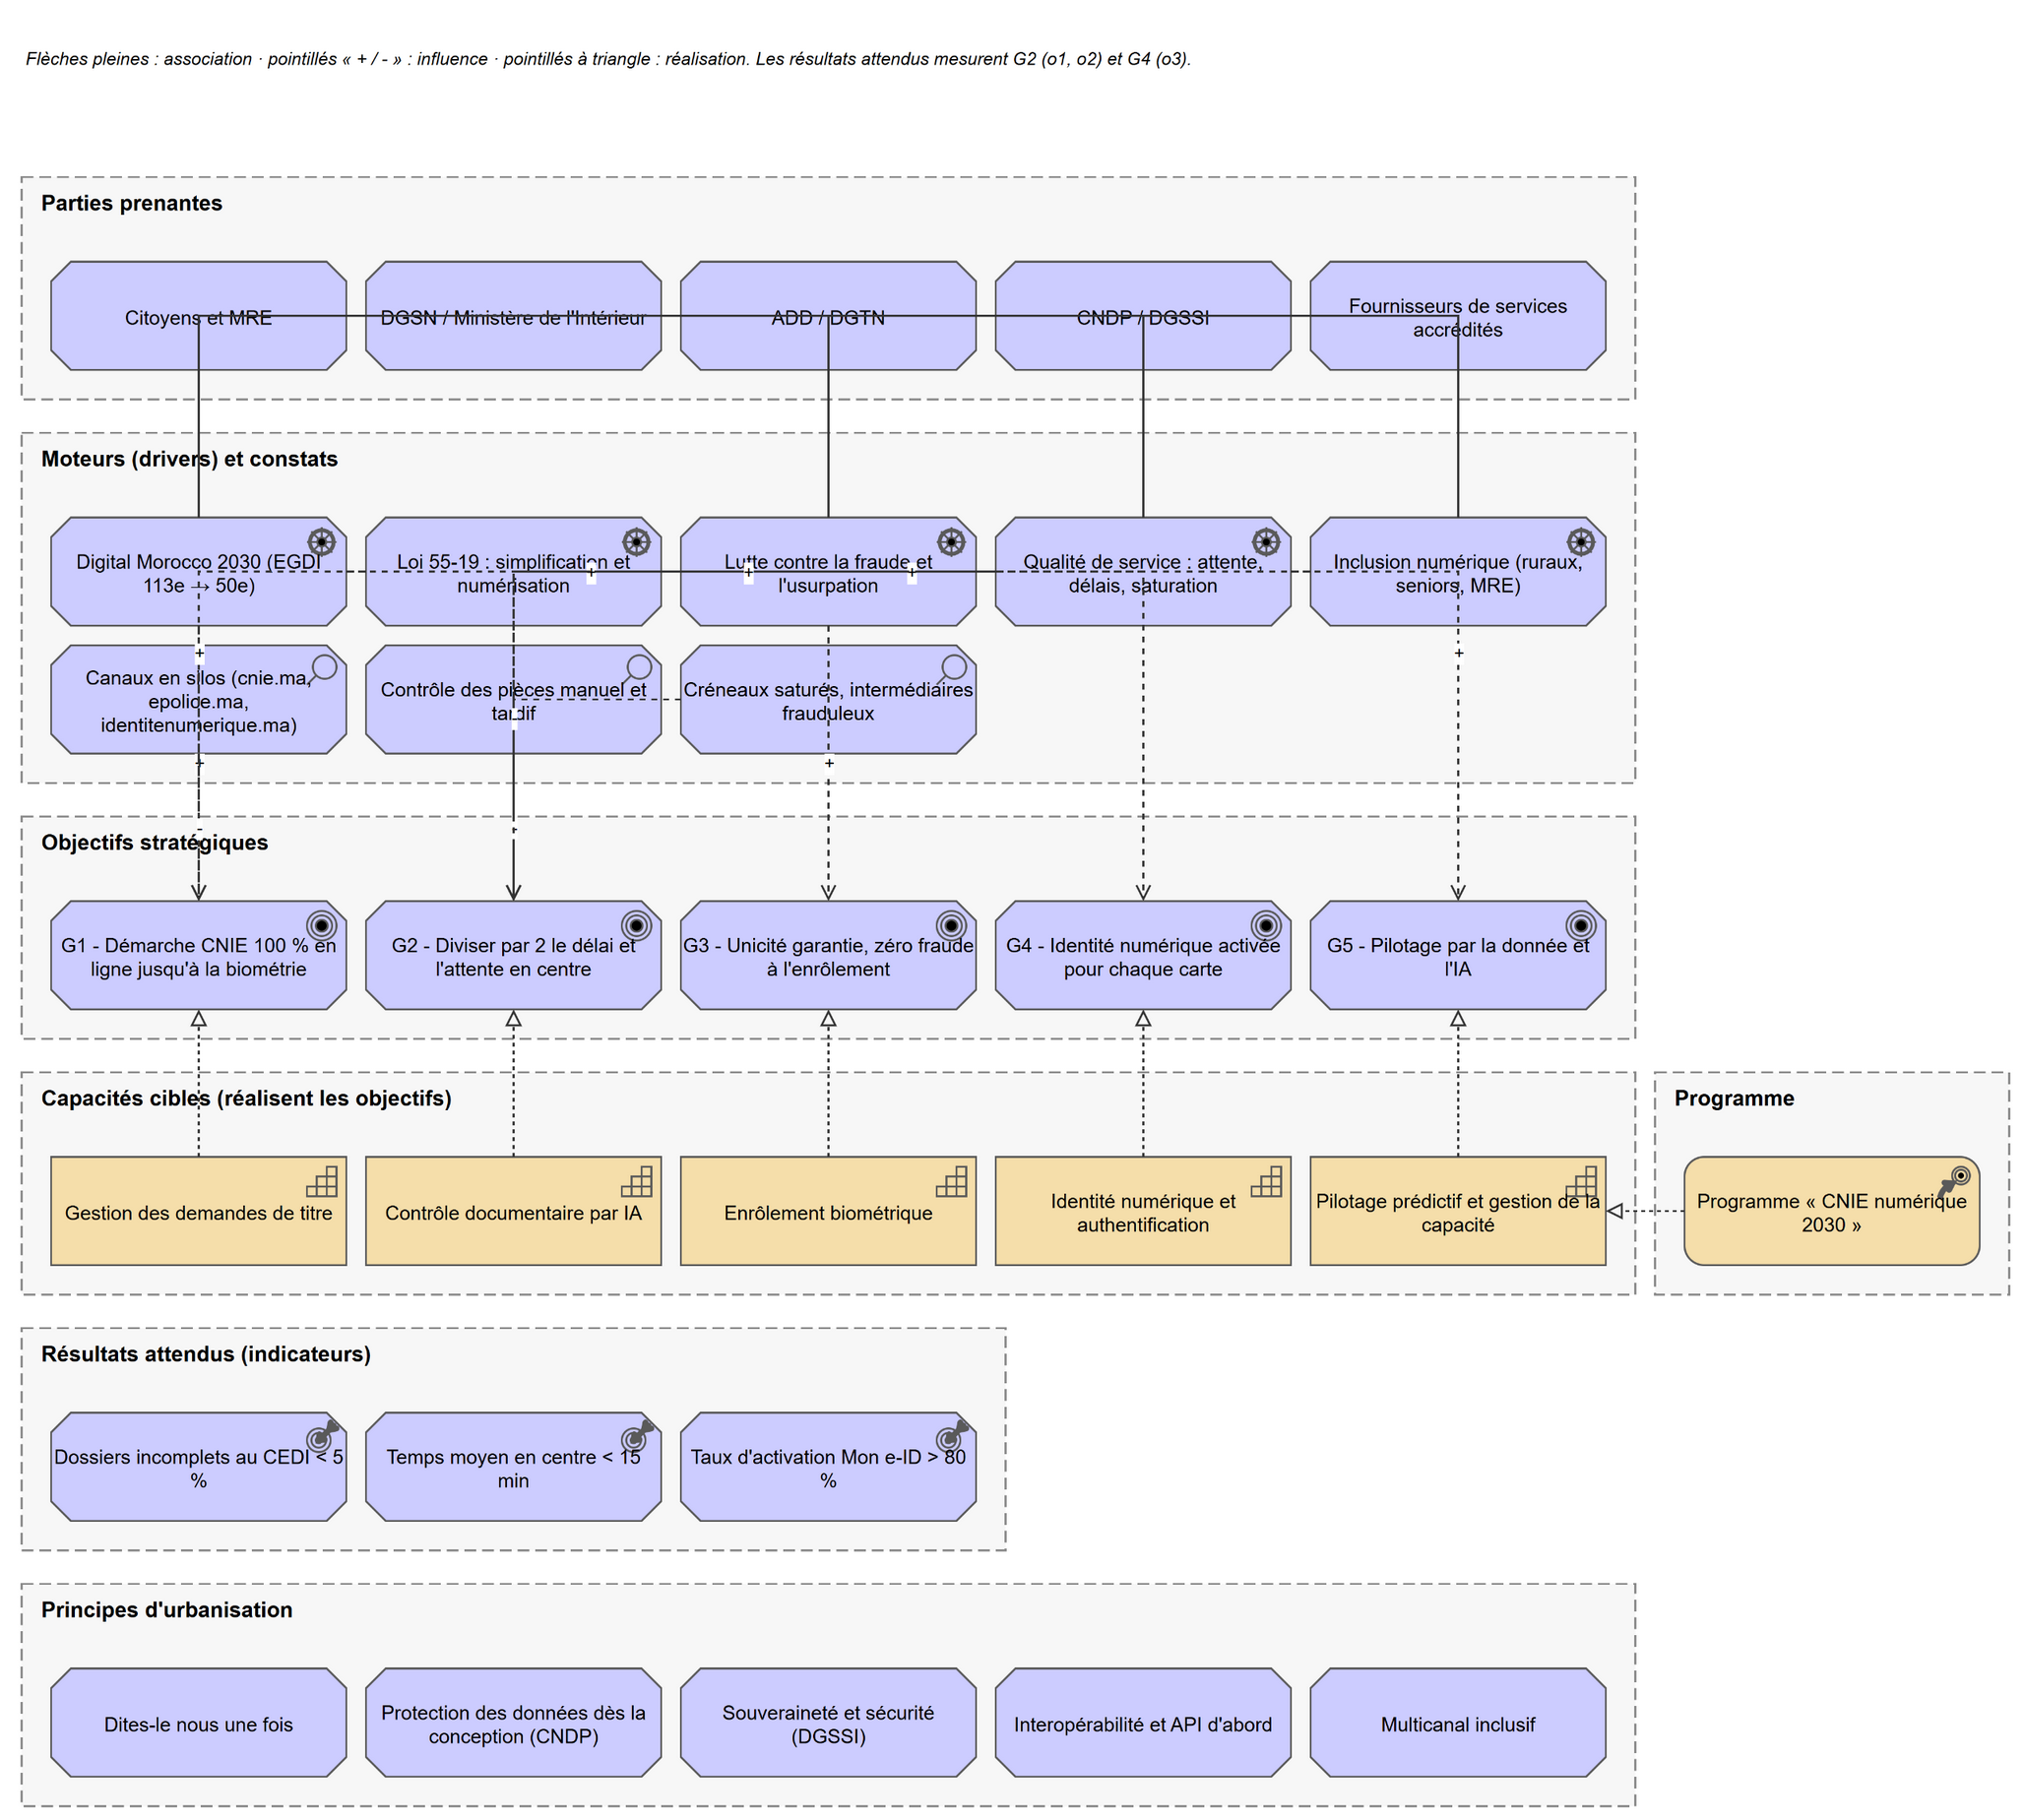 Flèches pleines : association · pointillés « + / - » : influence · pointillés à triangle : réalisation. Les résultats attendus mesurent G2 (o1, o2) et G4 (o3).
Parties prenantes
Citoyens et MRE
DGSN / Ministère de l'Intérieur
ADD / DGTN
CNDP / DGSSI
Fournisseurs de services
accrédités
Moteurs (drivers) et constats
Digital Morocco 2030 (EGDI
113e → 50e)
Loi 55-19 : simplification et
numérisation
Lutte contre la fraude et
l'usurpation
Qualité de service : attente,
délais, saturation
Inclusion numérique (ruraux,
seniors, MRE)
+
+
+
+
+
Canaux en silos (cnie.ma,
epolice.ma,
identitenumerique.ma)
Contrôle des pièces manuel et
tardif
Créneaux saturés, intermédiaires
frauduleux
+
+
-
-
Objectifs stratégiques
G1 - Démarche CNIE 100 % en
ligne jusqu'à la biométrie
G2 - Diviser par 2 le délai et
l'attente en centre
G3 - Unicité garantie, zéro fraude
à l'enrôlement
G4 - Identité numérique activée
pour chaque carte
G5 - Pilotage par la donnée et
l'IA
Capacités cibles (réalisent les objectifs)
Gestion des demandes de titre
Contrôle documentaire par IA
Enrôlement biométrique
Identité numérique et
authentification
Pilotage prédictif et gestion de la
capacité
Programme
Programme « CNIE numérique
2030 »
Résultats attendus (indicateurs)
Dossiers incomplets au CEDI < 5
%
Temps moyen en centre < 15
min
Taux d'activation Mon e-ID > 80
%
Principes d'urbanisation
Dites-le nous une fois
Protection des données dès la
conception (CNDP)
Souveraineté et sécurité
(DGSSI)
Interopérabilité et API d'abord
Multicanal inclusif